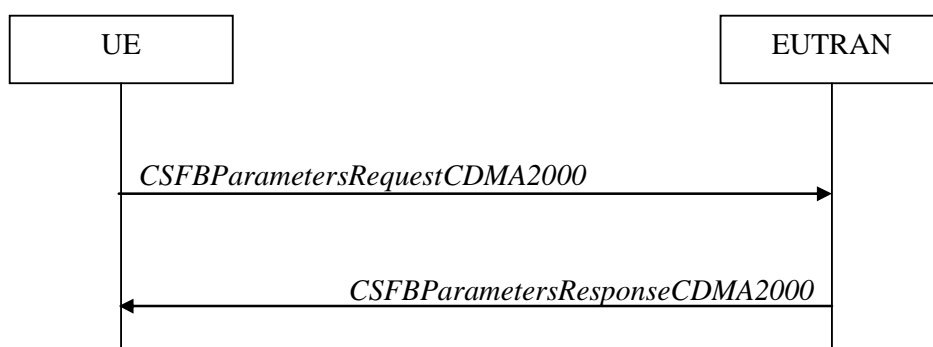 UE
EUTRAN
CSFBParametersRequestCDMA2000
CSFBParametersResponseCDMA2000